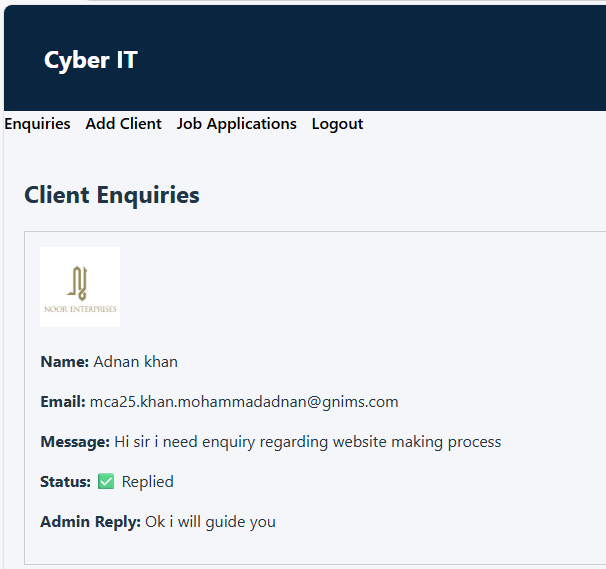 Cyber IT
Enquiries Add Client Job Applications Logout
Client Enquiries
NOOR ENTERPRISES
Name: Adnan khan
Email: mca25.khan.mohammadadnan@gnims.com
Message: Hi sir i need enquiry regarding website making process
Status: ✅ Replied
Admin Reply: Ok i will guide you